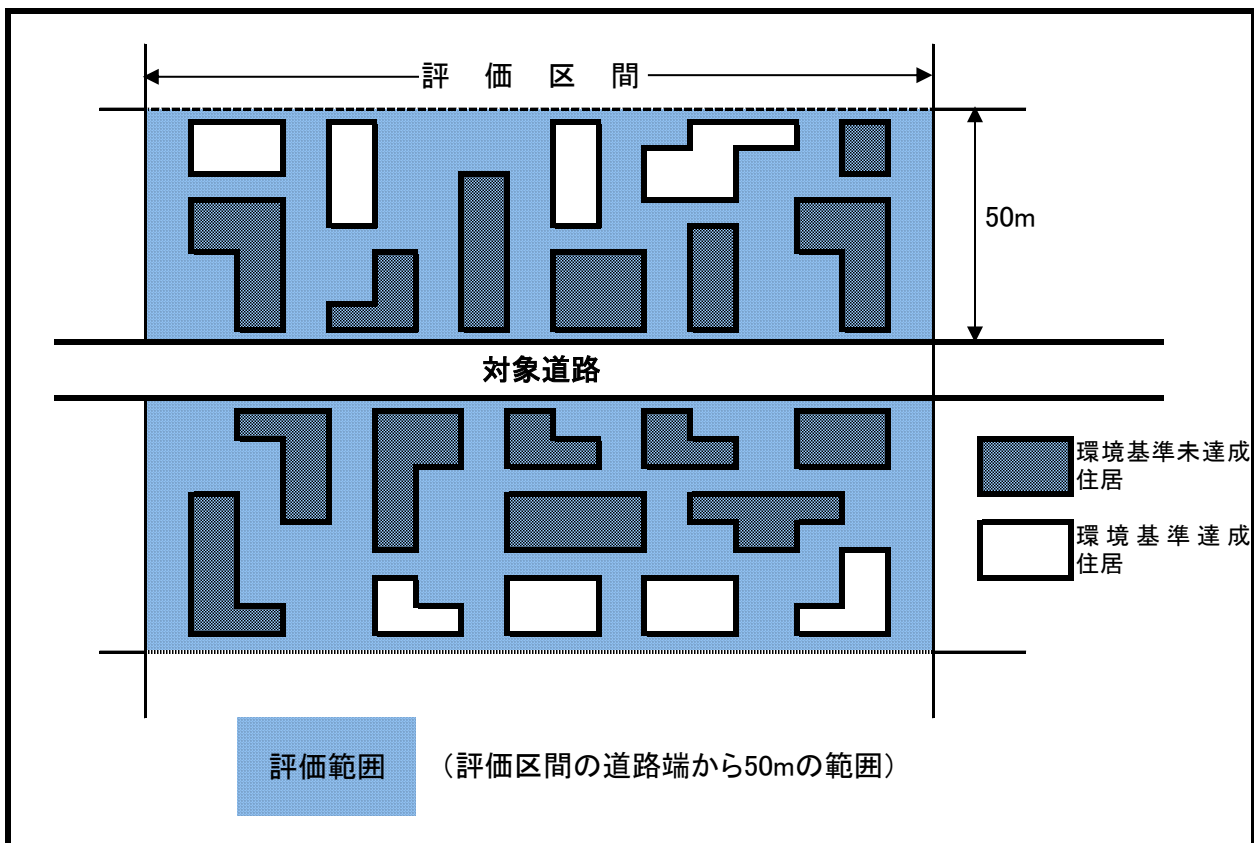 評価区間
50m
対象道路
環境基準未達成
住居
環境基準達成
住居
評価範囲
（評価区間の道路端から50mの範囲）